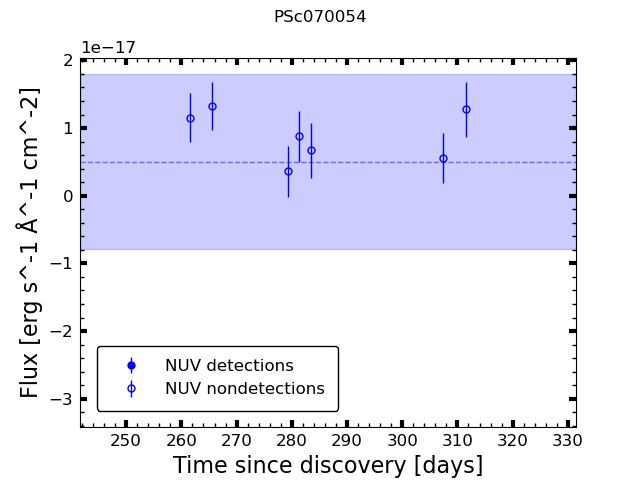 PSc070054
1e−17
2
1
0
−1
−2
−3
Flux [erg s^-1 Å^-1 cm^-2]
NUV detections
NUV nondetections
250 260 270 280 290 300 310 320 330
Time since discovery [days]